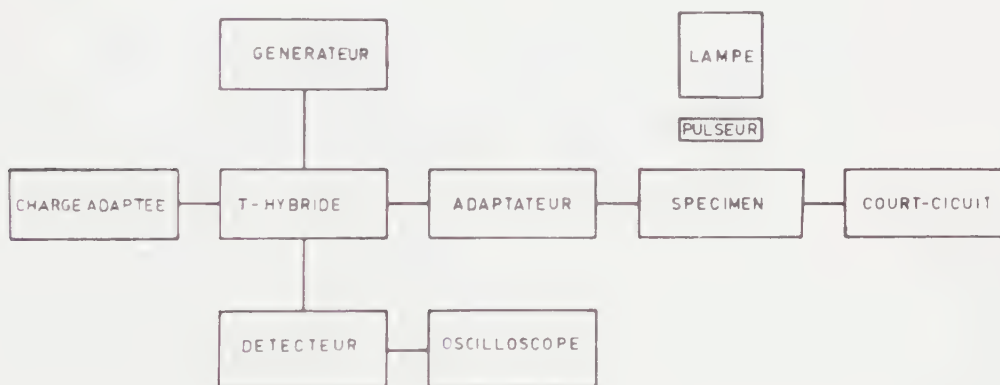 GENERATEUR
LAMPE
PULSEUR
CHARGE ADAPTEE
T-HYBRIDE
ADAPTATEUR
SPECIMEN
COURT-CICUIT
DETECTEUR
OSCILLOSCOPE